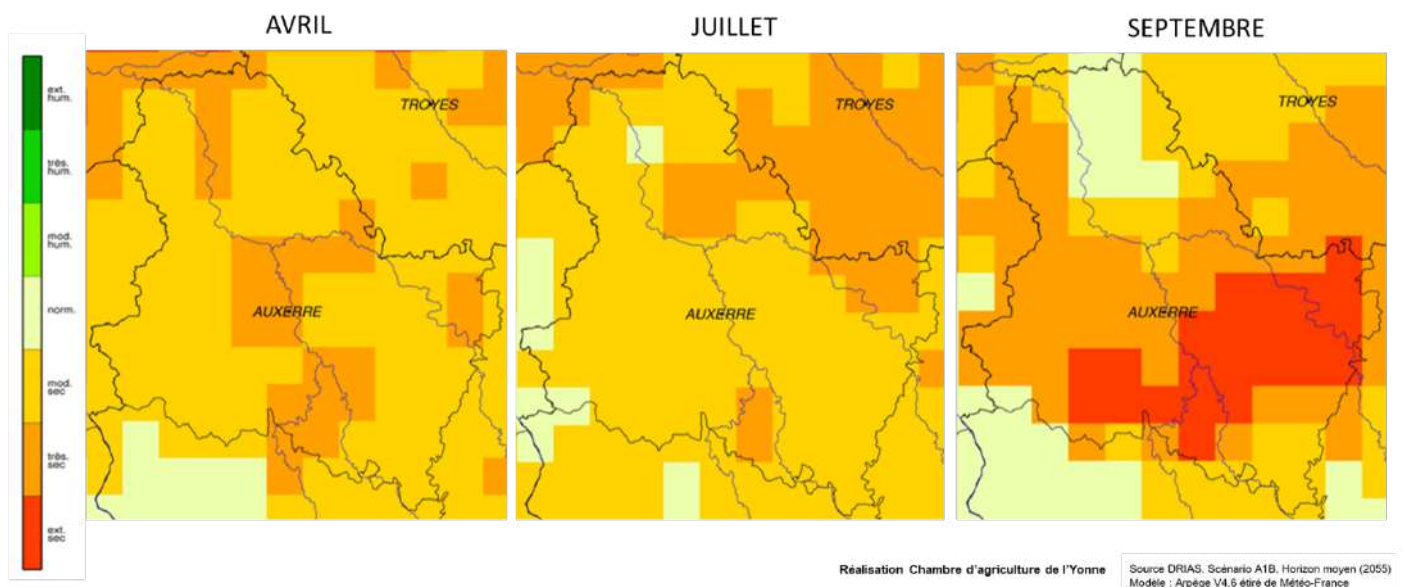 AVRIL
JUILLET
SEPTEMBRE
ext.
hum.
très.
hum.
mod.
hum.
norm.
mod.
sec
très.
sec
ext.
sec
TROYES
AUXERRE
TROYES
AUXERRE
TROYES
AUXERRE
Réalisation Chambre d'agriculture de l'Yonne
Source DRIAS. Scénario A1B. Horizon moyen (2055)
Modèle : Arpège V4.6 étiré de Météo-France